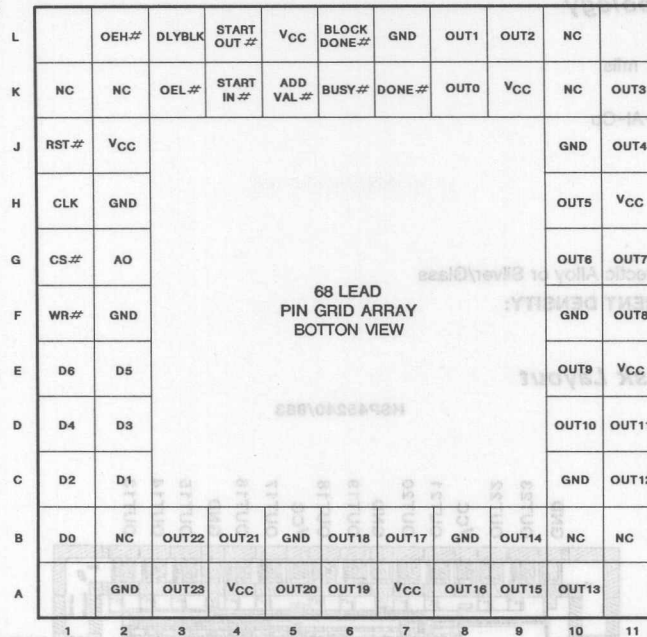 L OEH# DLYBLK START OUT# VCC BLOCK DONE# GND OUT1 OUT2 NC
K NC NC OEL# START IN# ADD VAL.# BUSY# DONE# OUT0 VCC NC OUT3
J RST# VCC GND OUT4
H CLK GND OUT5 VCC
G CS# AO OUT6 OUT7
68 LEAD
PIN GRID ARRAY
BOTTON VIEW
F WR# GND GND OUT8
E D6 D5 OUT9 VCC
D D4 D3 OUT10 OUT11
C D2 D1 GND OUT12
B D0 NC OUT22 OUT21 GND OUT18 OUT17 GND OUT14 NC NC
A GND OUT23 VCC OUT20 OUT19 VCC OUT16 OUT15 OUT13
1 2 3 4 5 6 7 8 9 10 11